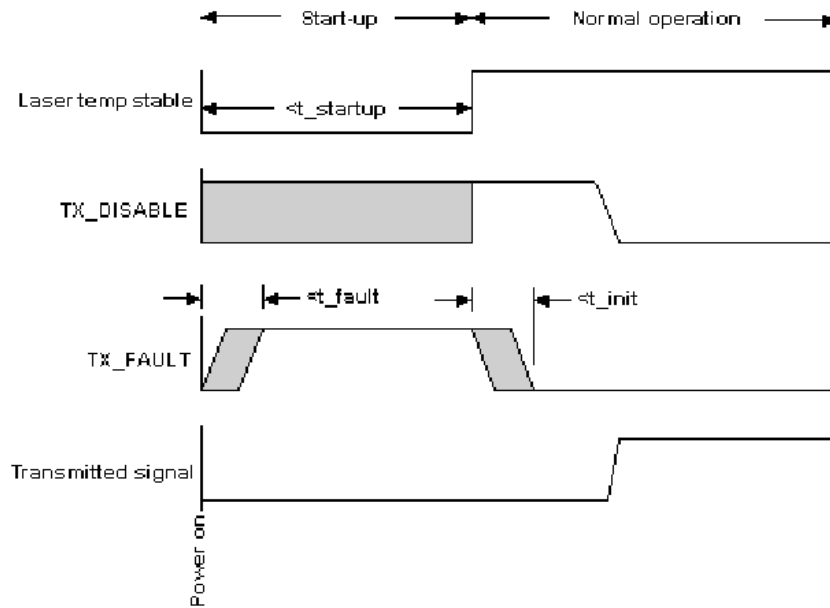 Start-up
Normal operation
Laser temp stable
<t_startup
TX_DISABLE
<t_fault
<t_init
TX_FAULT
Transmitted signal
Power on